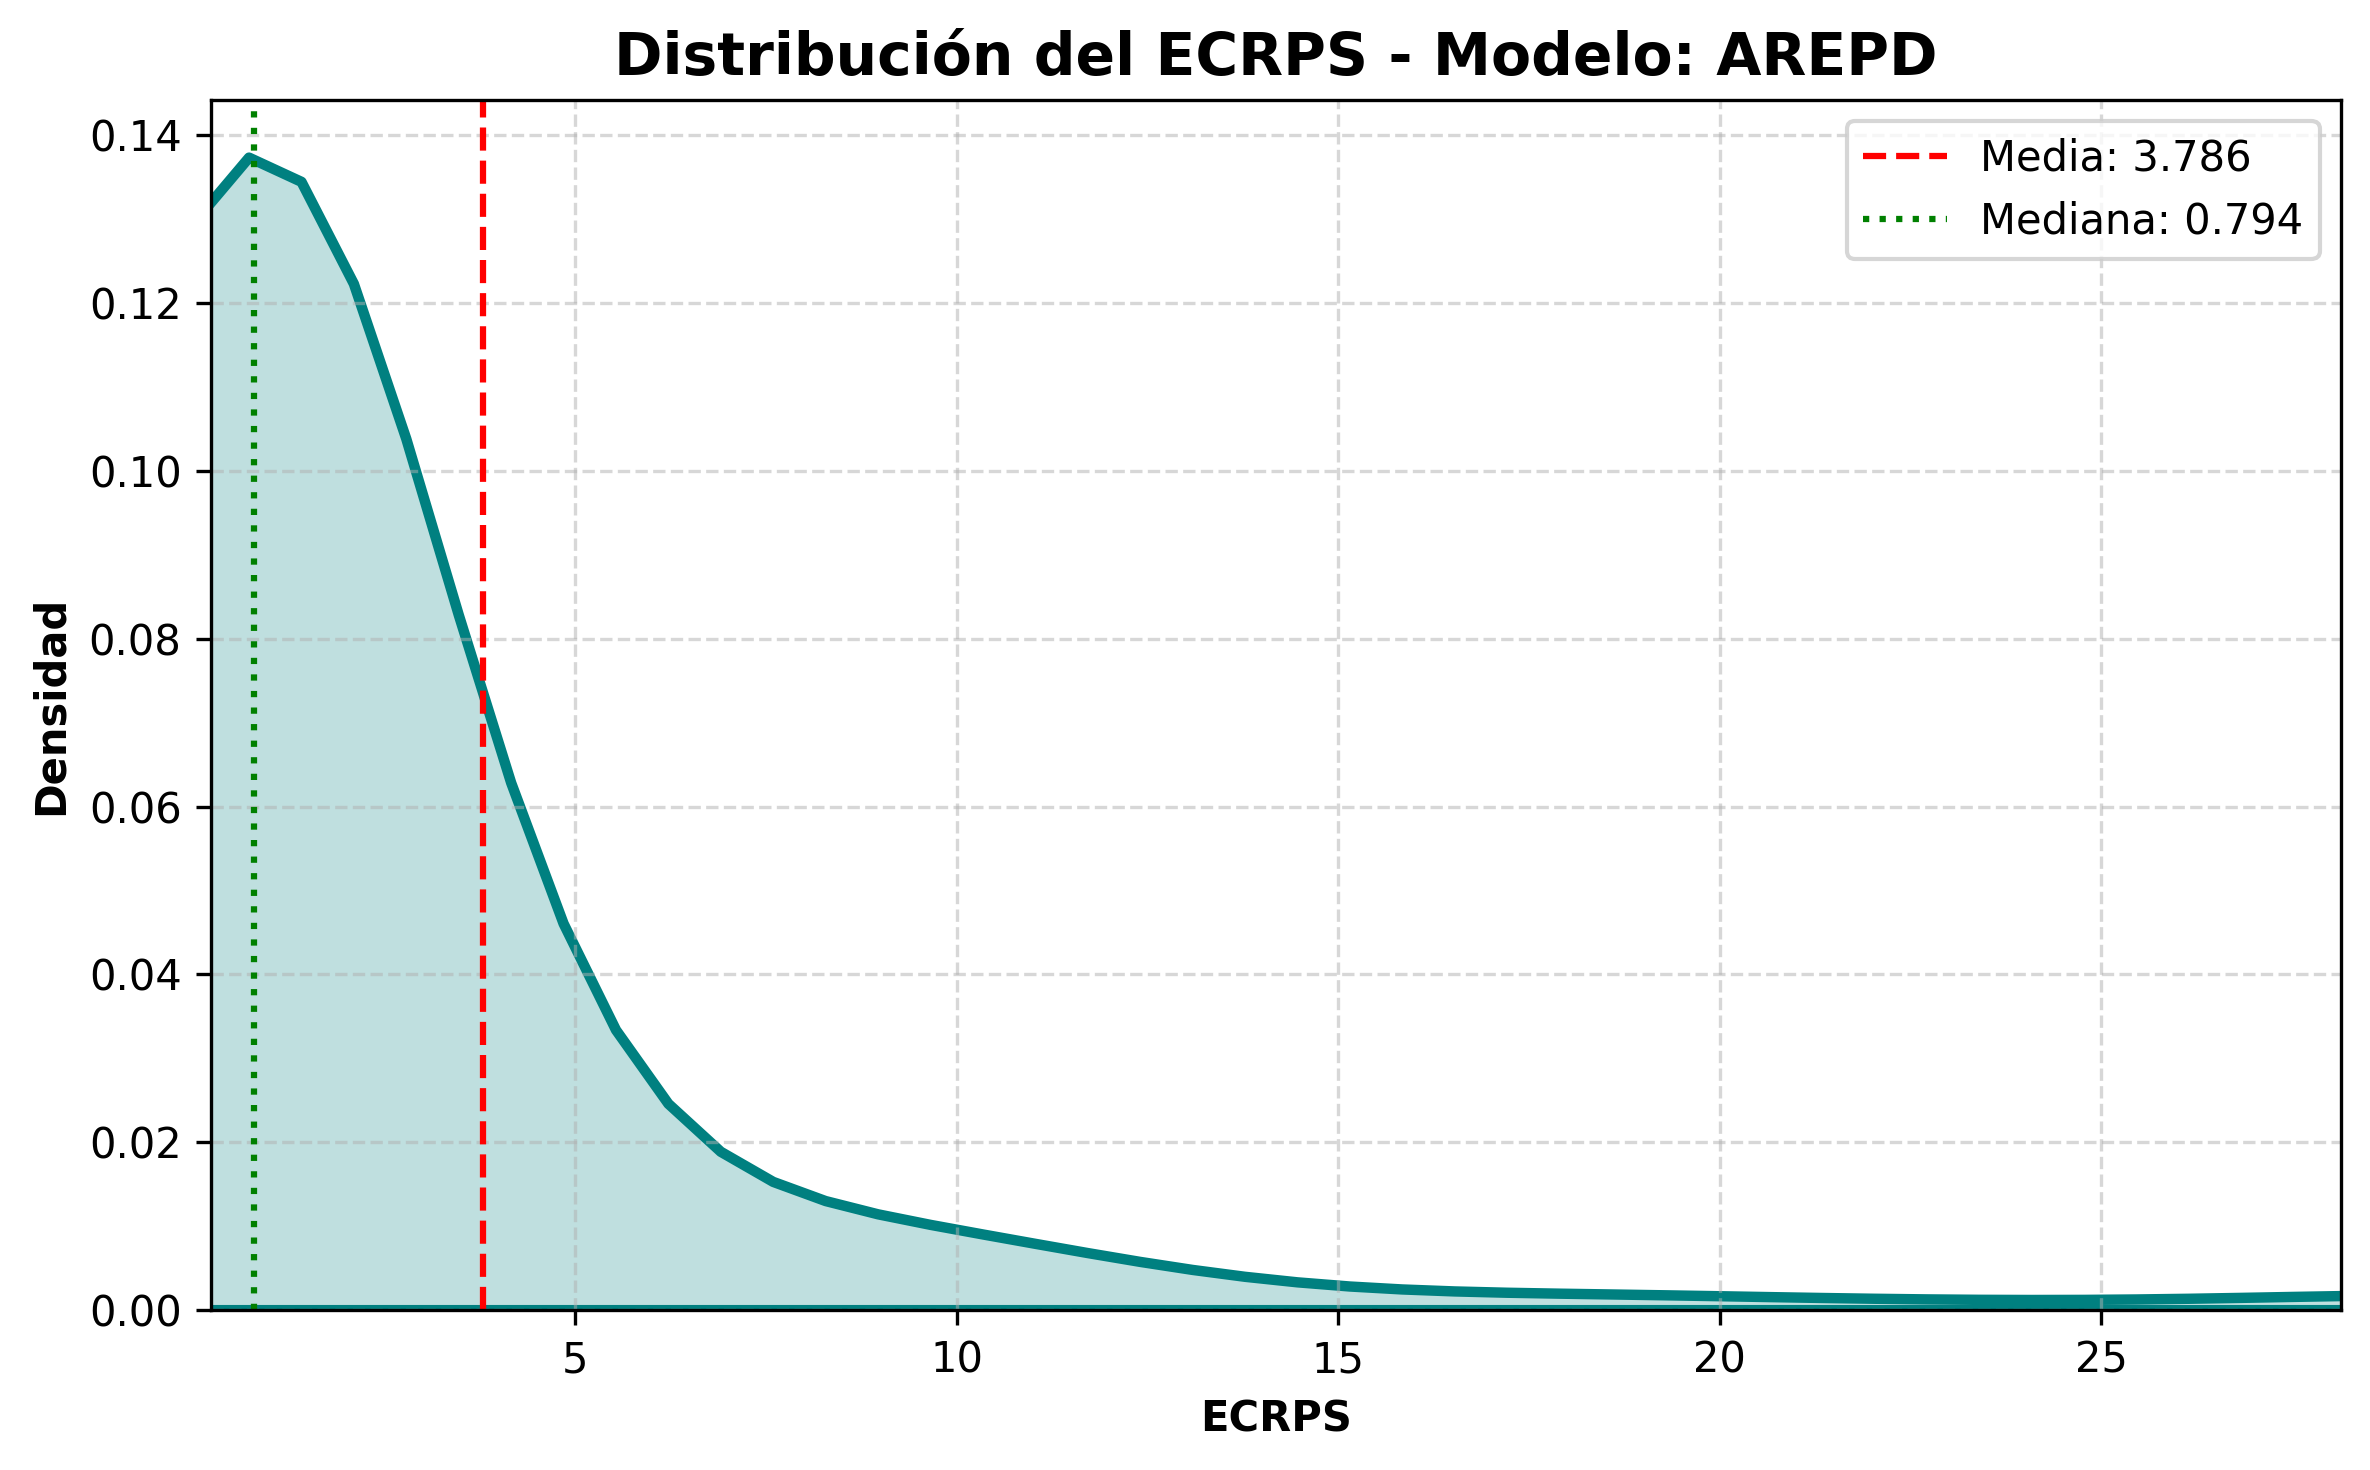 Distribución del ECRPS - Modelo: AREPD
Media: 3.786
Mediana: 0.794
0.14
0.12
0.10
0.08
0.06
0.04
0.02
0.00
Densidad
5 10 15 20 25
ECRPS